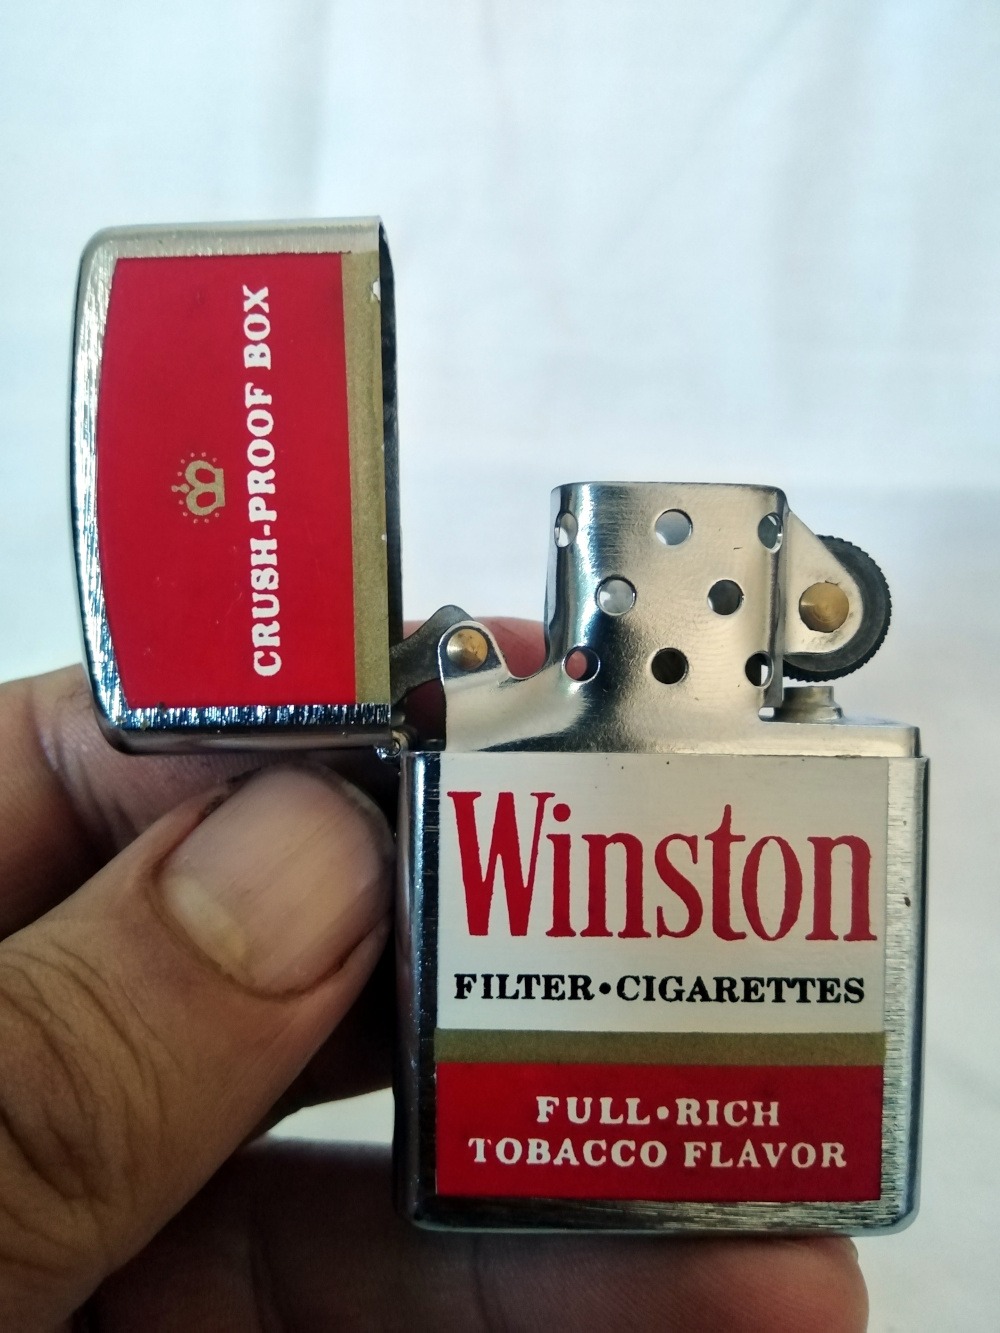 CRUSH-PROOF BOX
Winston
FILTER•CIGARETTES
FULL•RICH
TOBACCO FLAVOR